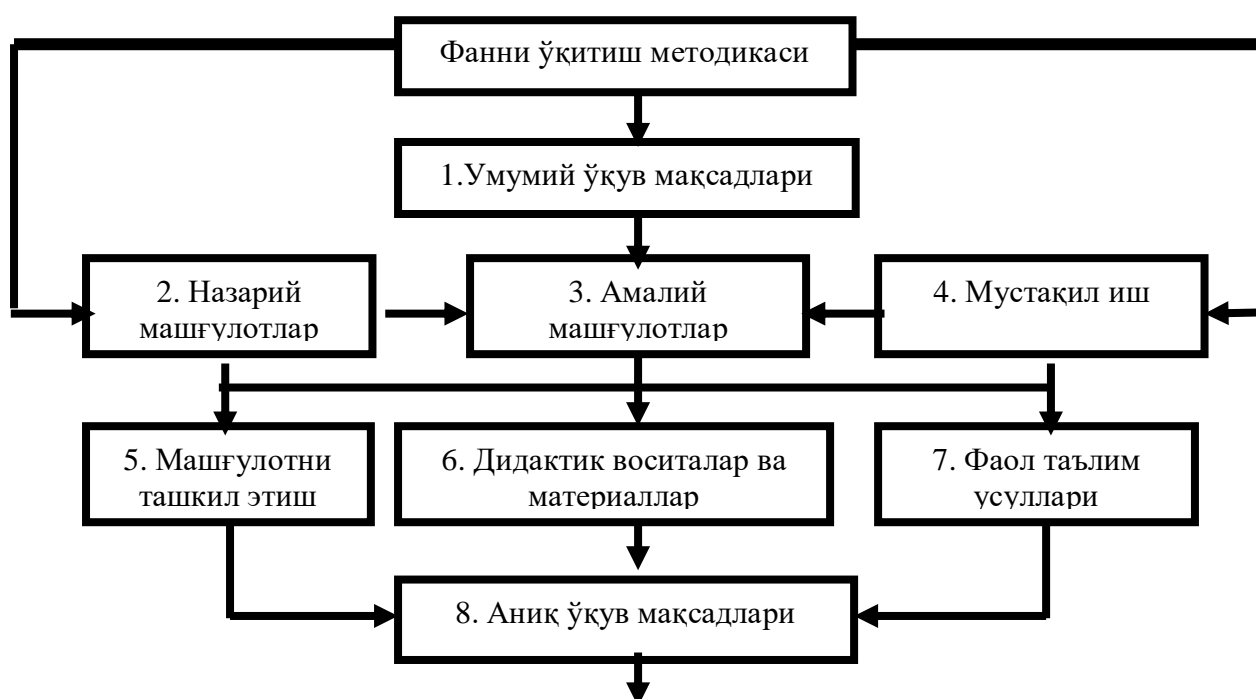 Фанни ўқитиш методикаси
1.Умумий ўқув мақсадлари
2. Назарий
машғулотлар
3. Амалий
машғулотлар
4. Мустақил иш
5. Машғулотни
ташкил этиш
6. Дидактик воситалар ва
материаллар
7. Фаол таълим
усуллари
8. Аниқ ўқув мақсадлари